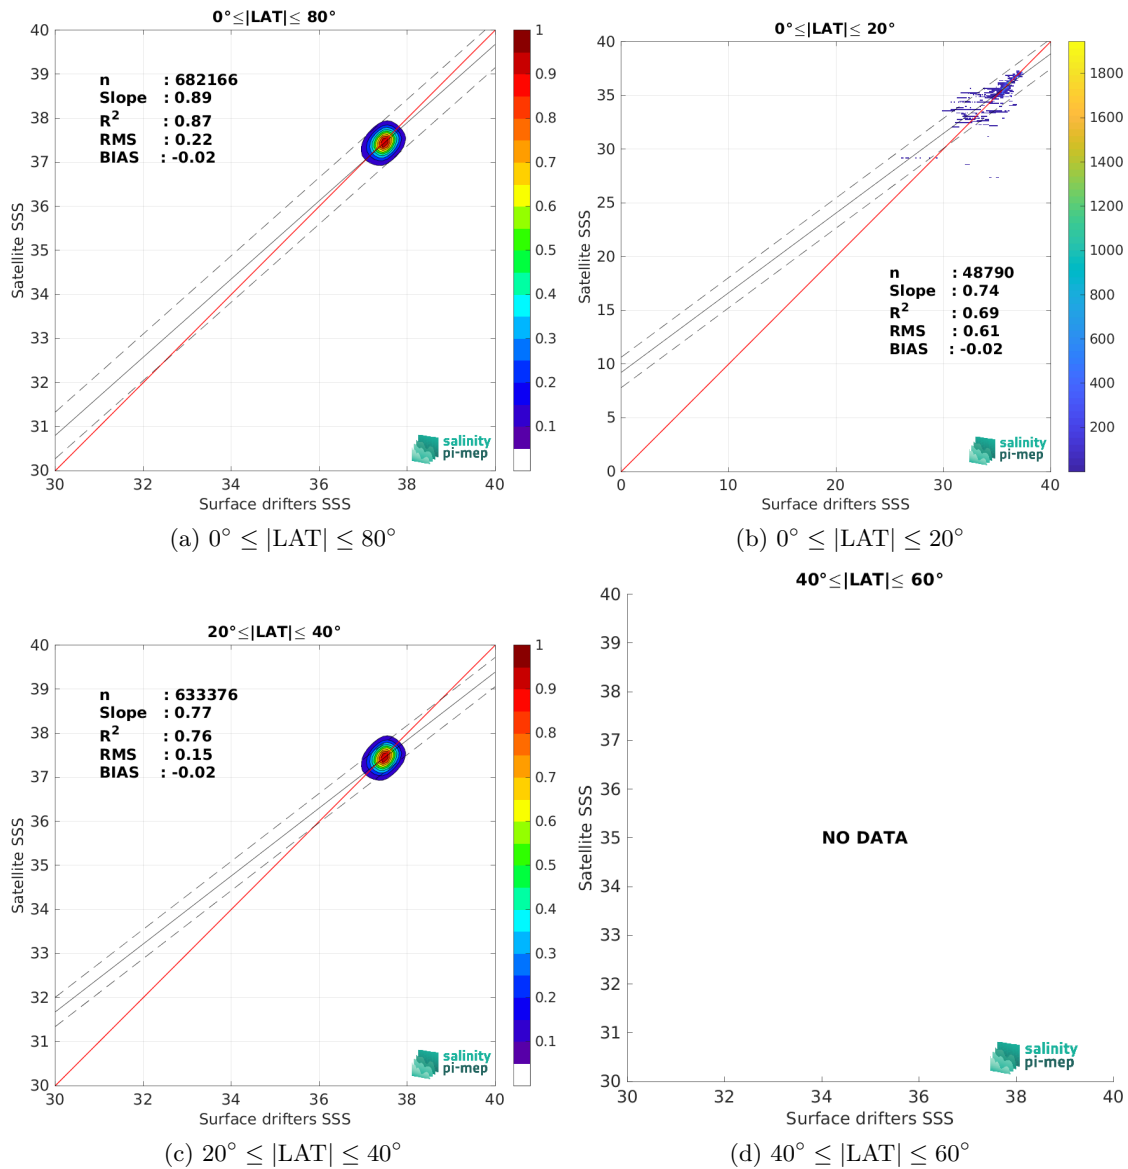 0°≤|LAT|≤ 80°
40
39
38
37
36
35
34
33
32
31
30
30 32 34 36 38 40
Satellite SSS
Surface drifters SSS
n : 682166
Slope : 0.89
R² : 0.87
RMS : 0.22
BIAS : -0.02
salinity
pi-mep
1
0.9
0.8
0.7
0.6
0.5
0.4
0.3
0.2
0.1
(a) 0° ≤ |LAT| ≤ 80°
0°≤|LAT|≤ 20°
40
35
30
25
20
15
10
5
0
0 10 20 30 40
Satellite SSS
Surface drifters SSS
n : 48790
Slope : 0.74
R² : 0.69
RMS : 0.61
BIAS : -0.02
salinity
pi-mep
1800
1600
1400
1200
1000
800
600
400
200
(b) 0° ≤ |LAT| ≤ 20°
20°≤|LAT|≤ 40°
40
39
38
37
36
35
34
33
32
31
30
30 32 34 36 38 40
Satellite SSS
Surface drifters SSS
n : 633376
Slope : 0.77
R² : 0.76
RMS : 0.15
BIAS : -0.02
salinity
pi-mep
1
0.9
0.8
0.7
0.6
0.5
0.4
0.3
0.2
0.1
(c) 20° ≤ |LAT| ≤ 40°
40°≤|LAT|≤ 60°
40
39
38
37
36
35
34
33
32
31
30
30 32 34 36 38 40
Satellite SSS
Surface drifters SSS
NO DATA
salinity
pi-mep
(d) 40° ≤ |LAT| ≤ 60°